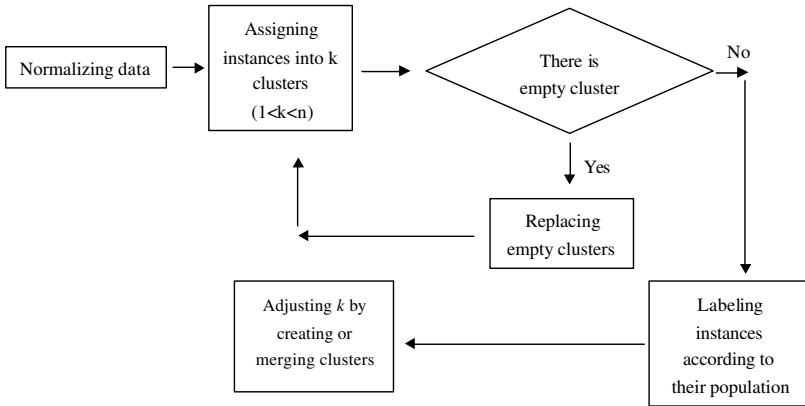 Normalizing data
Assigning
instances into k
clusters
(1<k<n)
There is
empty cluster
No
Yes
Replacing
empty clusters
Labeling
instances
according to
their population
Adjusting k by
creating or
merging clusters